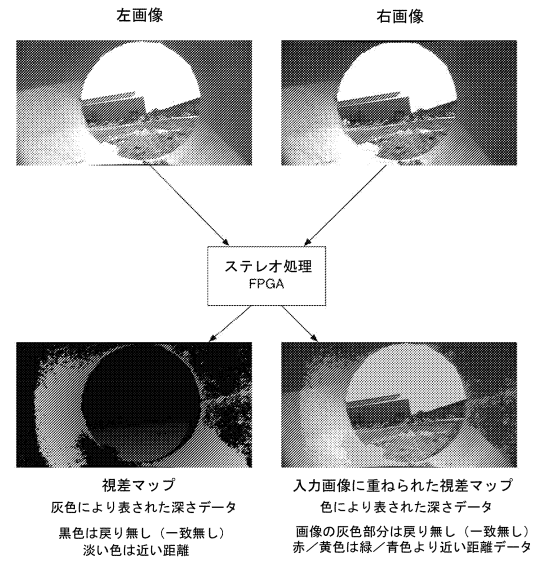 左画像
右画像
ステレオ処理
FPGA
視差マップ
灰色により表された深さデータ
黒色は戻り無し（一致無し）
淡い色は近い距離
入力画像に重ねられた視差マップ
色により表された深さデータ
画像の灰色部分は戻り無し（一致無し）
赤／黄色は緑／青色より近い距離データ